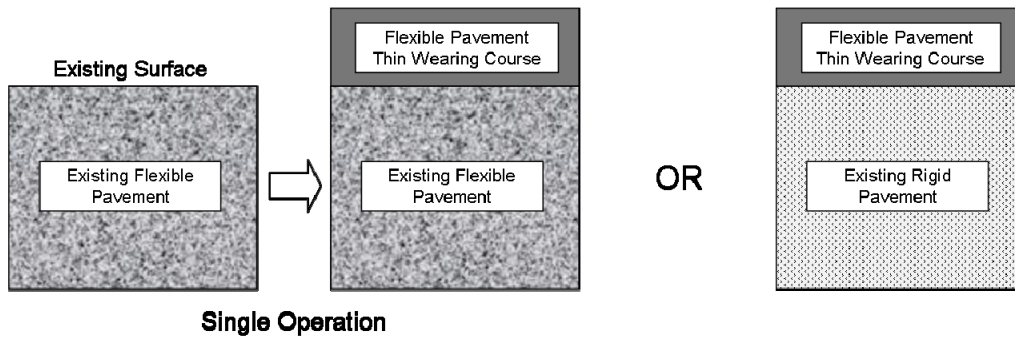 Existing Surface
Existing Flexible
Pavement
Flexible Pavement
Thin Wearing Course
Existing Flexible
Pavement
OR
Flexible Pavement
Thin Wearing Course
Existing Rigid
Pavement
Single Operation